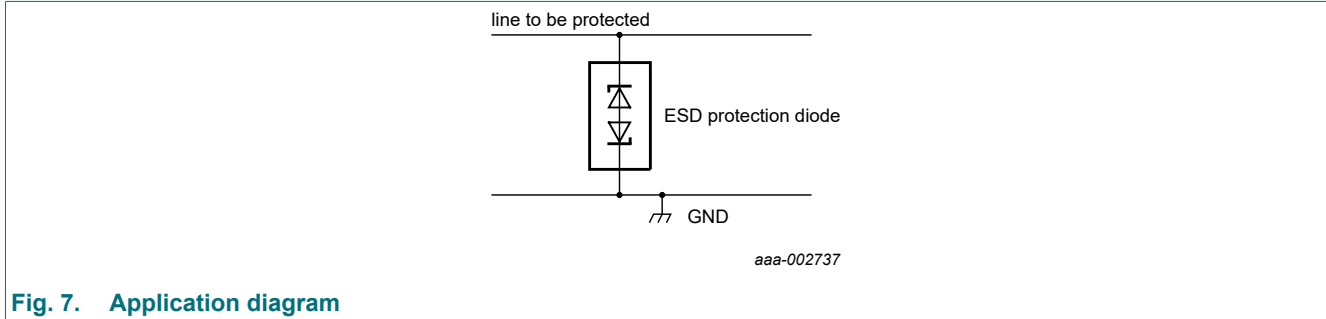 line to be protected
ESD protection diode
GND
aaa-002737
Fig. 7. Application diagram